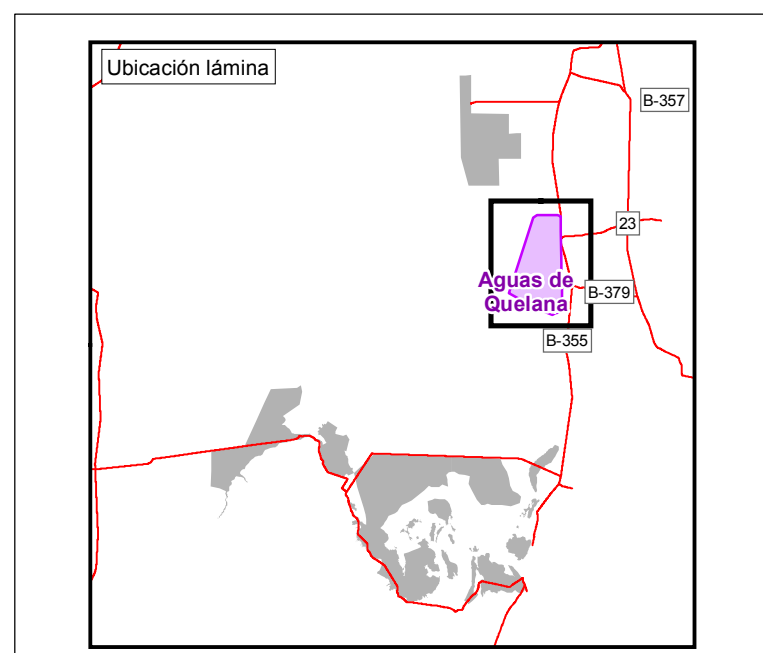 Ubicación lámina
B-357
23
Aguas de
Quelana
B-379
B-355